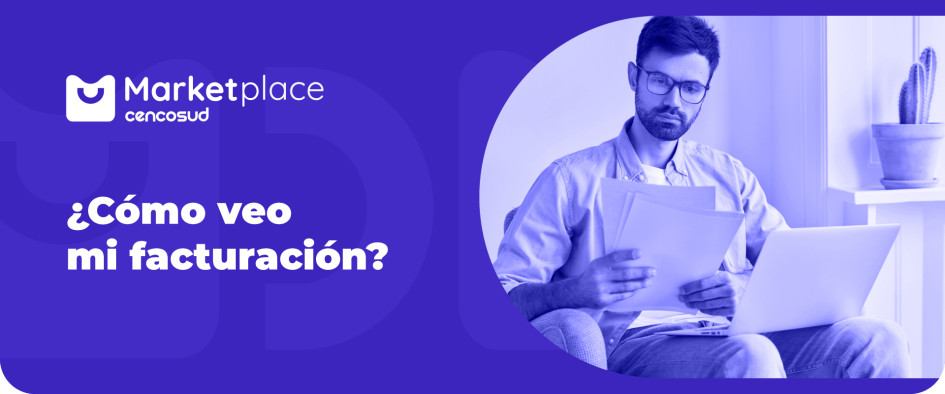 Marketplace
cencosud
¿Cómo veo
mi facturación?